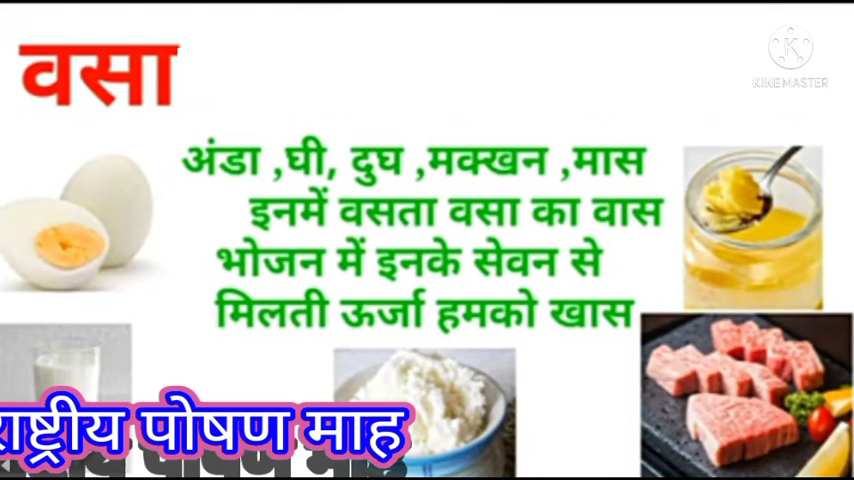 वसा
KINEMASTER
अंडा ,घी, दुघ ,मक्खन ,मास
इनमें वसता वसा का वास
भोजन में इनके सेवन से
मिलती ऊर्जा हमको खास
राष्ट्रीय पोषण माह